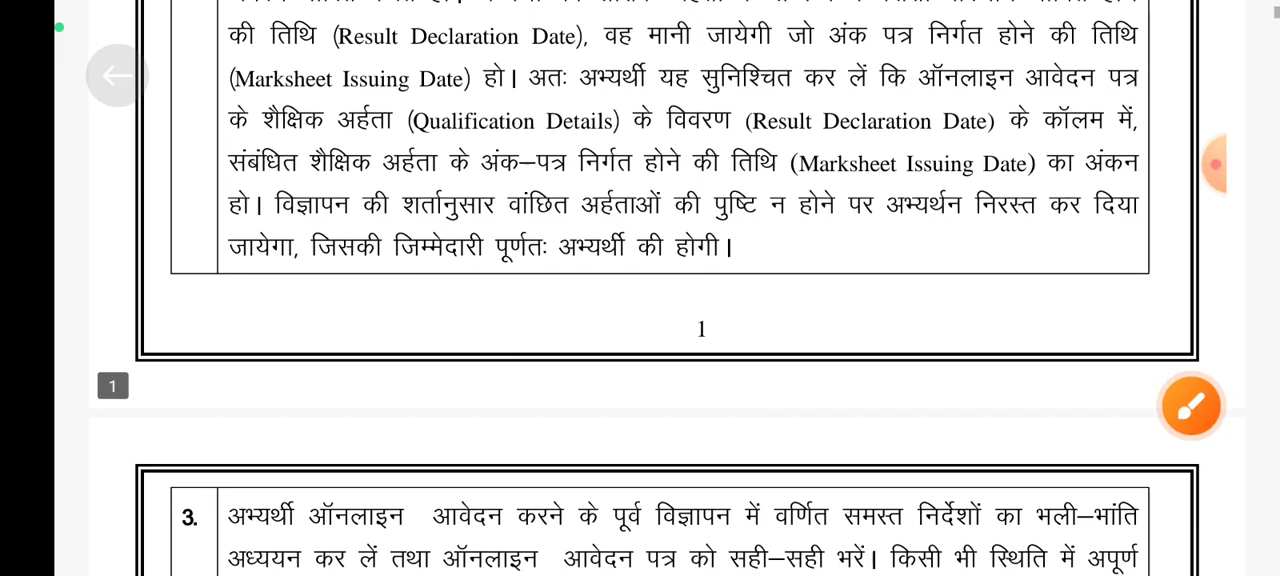 की तिथि (Result Declaration Date), वह मानी जायेगी जो अंक पत्र निर्गत होने की तिथि
(Marksheet Issuing Date) हो। अतः अभ्यर्थी यह सुनिश्चित कर लें कि ऑनलाइन आवेदन पत्र
के शैक्षिक अर्हता (Qualification Details) के विवरण (Result Declaration Date) के कॉलम में,
संबंधित शैक्षिक अर्हता के अंक–पत्र निर्गत होने की तिथि (Marksheet Issuing Date) का अंकन
हो। विज्ञापन की शर्तानुसार वांछित अर्हताओं की पुष्टि न होने पर अभ्यर्थन निरस्त कर दिया
जायेगा, जिसकी जिम्मेदारी पूर्णतः अभ्यर्थी की होगी।
1
1
3. अभ्यर्थी ऑनलाइन आवेदन करने के पूर्व विज्ञापन में वर्णित समस्त निर्देशों का भली–भांति
अध्ययन कर लें तथा ऑनलाइन आवेदन पत्र को सही–सही भरें। किसी भी स्थिति में अपूर्ण